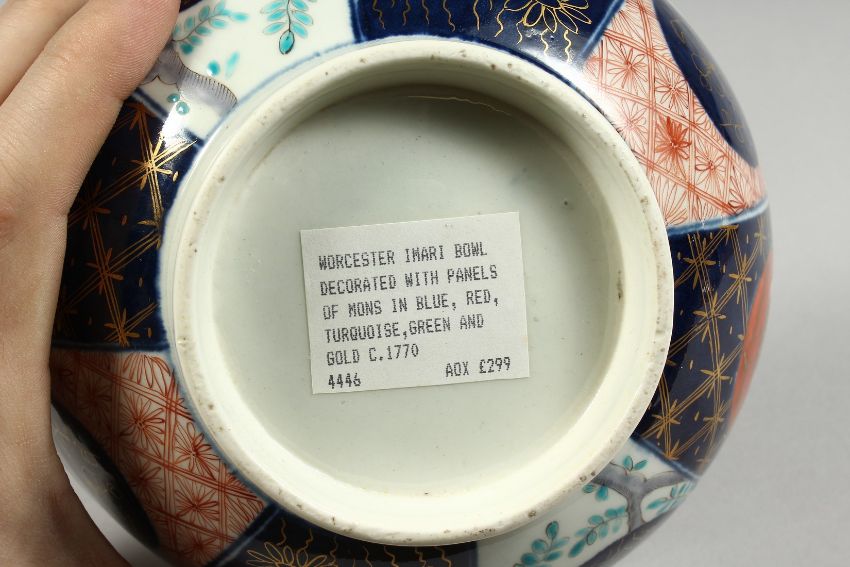 WORCESTER IMARI BOWL
DECORATED WITH PANELS
OF MONS IN BLUE, RED,
TURQUOISE,GREEN AND
GOLD C.1770
4446 AOX £299